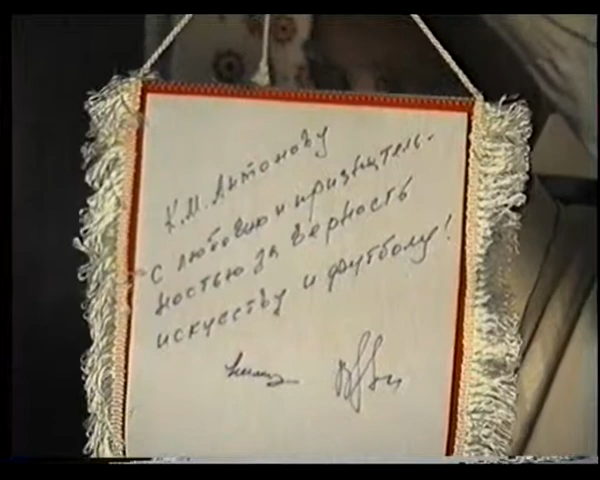 К.М. Антонову
с любовью и признатель-
ностью за верность
искусству и футболу!